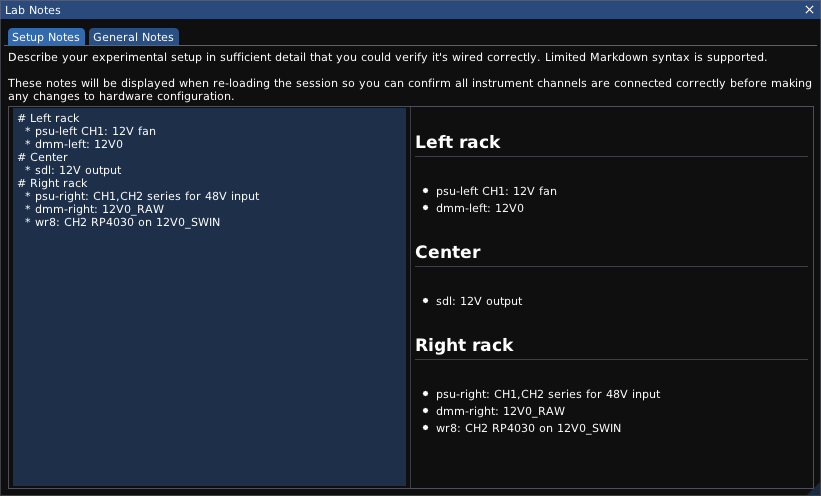 Lab Notes
Setup Notes General Notes
Describe your experimental setup in sufficient detail that you could verify it's wired correctly. Limited Markdown syntax is supported.
These notes will be displayed when re-loading the session so you can confirm all instrument channels are connected correctly before making
any changes to hardware configuration.
# Left rack
* psu-left CH1: 12V fan
* dmm-left: 12V0
# Center
* sdl: 12V output
# Right rack
* psu-right: CH1,CH2 series for 48V input
* dmm-right: 12V0_RAW
* wr8: CH2 RP4030 on 12V0_SWIN
Left rack
• psu-left CH1: 12V fan
• dmm-left: 12V0
Center
• sdl: 12V output
Right rack
• psu-right: CH1,CH2 series for 48V input
• dmm-right: 12V0_RAW
• wr8: CH2 RP4030 on 12V0_SWIN